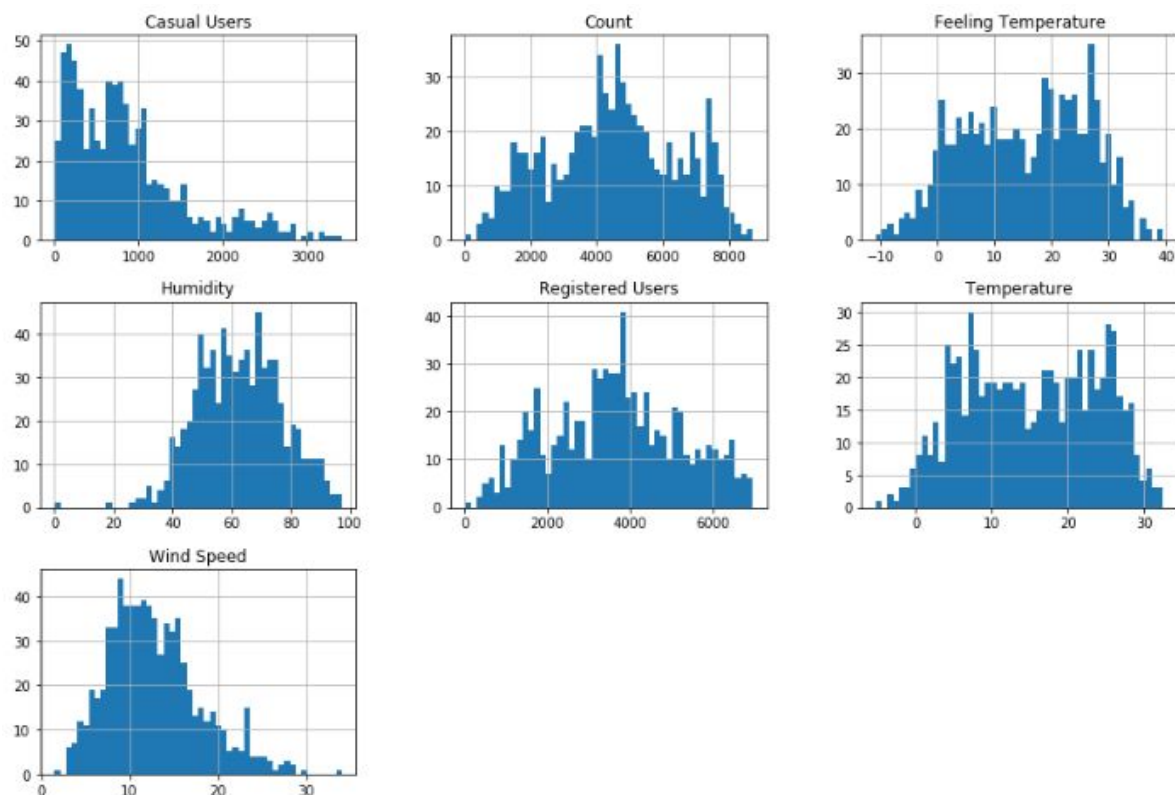 Casual Users
50
40
30
20
10
0
0 1000 2000 3000
Count
30
20
10
0
0 2000 4000 6000 8000
Feeling Temperature
30
20
10
0
−10 0 10 20 30 40
Humidity
40
30
20
10
0
0 20 40 60 80 100
Registered Users
40
30
20
10
0
0 2000 4000 6000
Temperature
30
25
20
15
10
5
0
0 10 20 30
Wind Speed
40
30
20
10
0
0 10 20 30